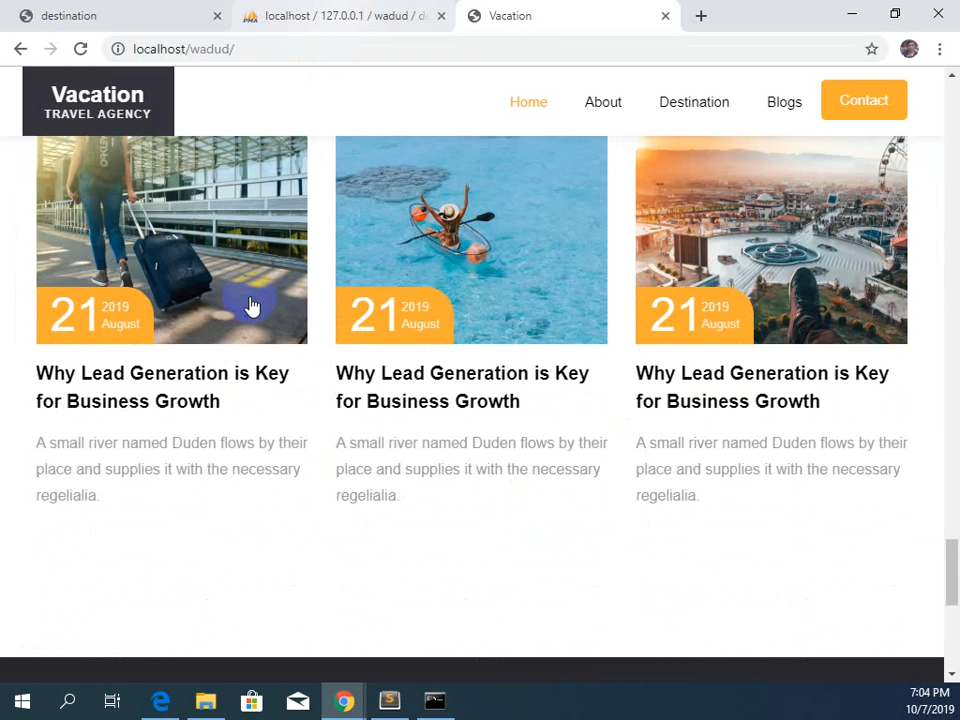 destination
localhost / 127.0.0.1 / wadud / de
Vacation
localhost/wadud/
Vacation
TRAVEL AGENCY
Home
About
Destination
Blogs
Contact
21 2019 August
21 2019 August
21 2019 August
Why Lead Generation is Key
for Business Growth
A small river named Duden flows by their
place and supplies it with the necessary
regelialia.
Why Lead Generation is Key
for Business Growth
A small river named Duden flows by their
place and supplies it with the necessary
regelialia.
Why Lead Generation is Key
for Business Growth
A small river named Duden flows by their
place and supplies it with the necessary
regelialia.
7:04 PM
10/7/2019